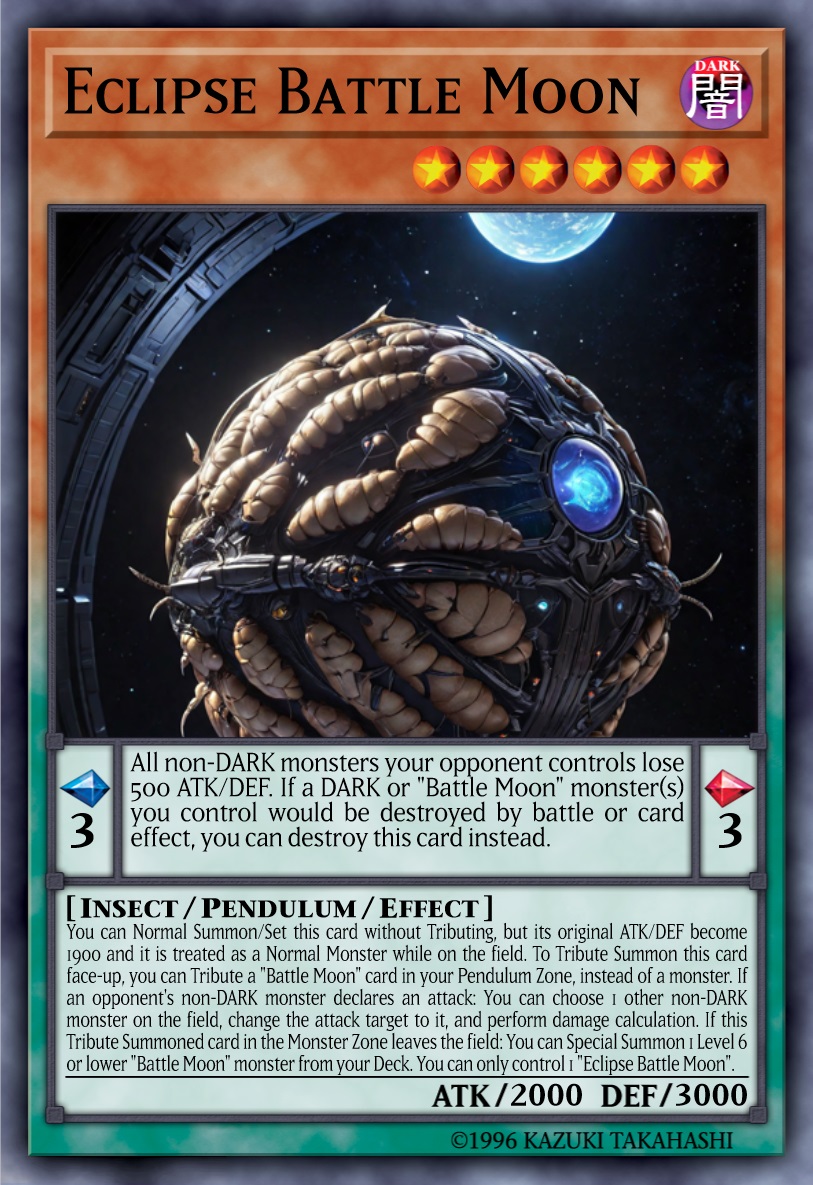 Eclipse Battle Moon
DARK
闇
All non-DARK monsters your opponent controls lose
500 ATK/DEF. If a DARK or "Battle Moon" monster(s)
you control would be destroyed by battle or card
effect, you can destroy this card instead.
3
3
[ Insect / Pendulum / Effect ]
You can Normal Summon/Set this card without Tributing, but its original ATK/DEF become
1900 and it is treated as a Normal Monster while on the field. To Tribute Summon this card
face-up, you can Tribute a "Battle Moon" card in your Pendulum Zone, instead of a monster. If
an opponent's non-DARK monster declares an attack: You can choose 1 other non-DARK
monster on the field, change the attack target to it, and perform damage calculation. If this
Tribute Summoned card in the Monster Zone leaves the field: You can Special Summon 1 Level 6
or lower "Battle Moon" monster from your Deck. You can only control 1 "Eclipse Battle Moon".
ATK/2000 DEF/3000
©1996 KAZUKI TAKAHASHI